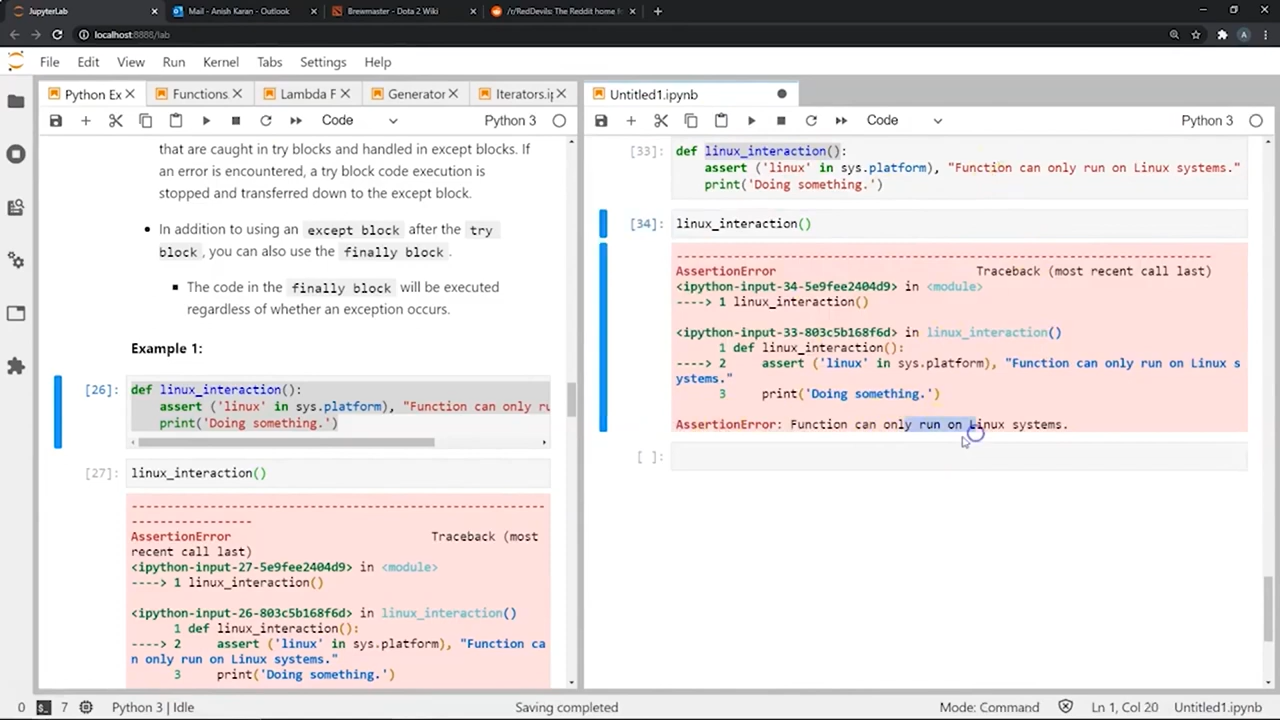 JupyterLab
Mail - Anish Karan - Outlook
Brewmaster - Dota 2 Wiki
/r/RedDevils: The Reddit home f
localhost:8888/lab
A
File Edit View Run Kernel Tabs Settings Help
Python Ex
Functions.
Lambda F
Generator
Iterators.ip
Code
Python 3
that are caught in try blocks and handled in except blocks. If
an error is encountered, a try block code execution is
stopped and transferred down to the except block.
In addition to using an except block after the try
block , you can also use the finally block .
The code in the finally block will be executed
regardless of whether an exception occurs.
Example 1:
[26]: def linux_interaction():
assert ('linux' in sys.platform), "Function can only ru
print('Doing something.')
[27]: linux_interaction()
-------------------------------------------------------
----------------
AssertionError Traceback (most
recent call last)
<ipython-input-27-5e9fee2404d9> in <module>
----> 1 linux_interaction()
<ipython-input-26-803c5b168f6d> in linux_interaction()
1 def linux_interaction():
----> 2 assert ('linux' in sys.platform), "Function ca
n only run on Linux systems."
3 print('Doing something.')
Untitled1.ipynb
Code
Python 3
[33]: def linux_interaction():
assert ('linux' in sys.platform), "Function can only run on Linux systems."
print('Doing something.')
[34]: linux_interaction()
---------------------------------------------------------------------------
AssertionError Traceback (most recent call last)
<ipython-input-34-5e9fee2404d9> in <module>
----> 1 linux_interaction()
<ipython-input-33-803c5b168f6d> in linux_interaction()
1 def linux_interaction():
----> 2 assert ('linux' in sys.platform), "Function can only run on Linux s
ystems."
3 print('Doing something.')
AssertionError: Function can only run on Linux systems.
[ ]:
0 7 Python 3 | Idle Saving completed Mode: Command Ln 1, Col 20 Untitled1.ipynb